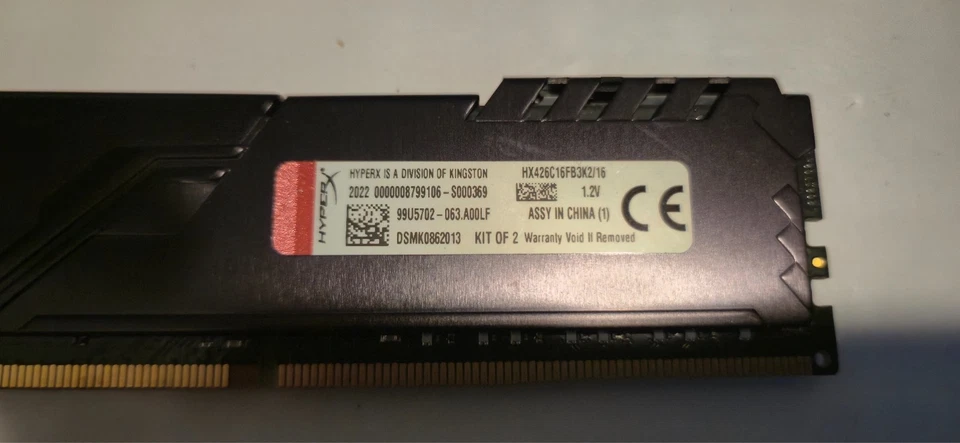 HYPERX
HYPERX IS A DIVISION OF KINGSTON
2022 0000008799106-S000369
99U5702-063.A00LF
DSMK0862013 KIT OF 2 Warranty Void If Removed
HX426C16FB3K2/16
1.2V
ASSY IN CHINA (1)
CE